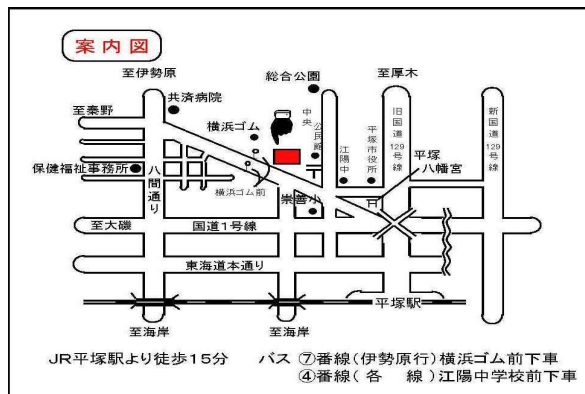 案内図
至伊勢原
総合公園
至厚木
至秦野
共済病院
横浜ゴム
中央公民館
江陽中
平塚市役所
旧国道129号線
新国道129号線
保健福祉事務所
八間通り
横浜ゴム前
平塚八幡宮
崇善小
至大磯
国道1号線
東海道本通り
平塚駅
至海岸
至海岸
JR平塚駅より徒歩15分 バス ⑦番線(伊勢原行)横浜ゴム前下車
④番線(各 線)江陽中学校前下車